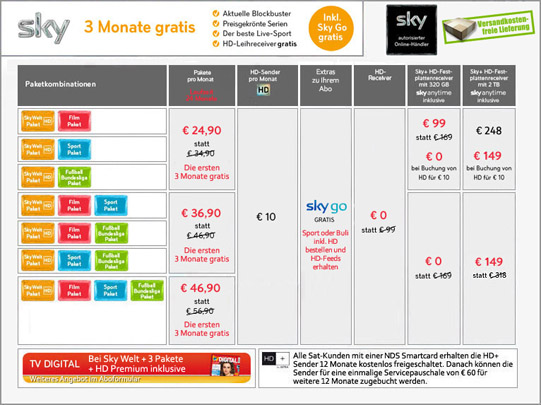 sky
3 Monate gratis
Aktuelle Blockbuster
Preisgekrönte Serien
Der beste Live-Sport
HD-Leihreceiver gratis
Inkl.
Sky Go
gratis
sky
autorisierter
Online-Händler
Versandkosten-
freie Lieferung
Paketkombinationen
Pakete
pro Monat
HD-Sender
pro Monat
HD
Extras
zu Ihrem
Abo
HD-
Receiver
Sky+ HD-Fest-
plattenreceiver
mit 320 GB
sky anytime
inklusive
Sky+ HD-Fest-
plattenreceiver
mit 2 TB
sky anytime
inklusive
Sky Welt HD
Paket
Film
Paket
Sky Welt HD
Paket
Sport
Paket
Sky Welt HD
Paket
Fußball
Bundesliga
Paket
Sky Welt HD
Paket
Film
Paket
Sport
Paket
Sky Welt HD
Paket
Film
Paket
Fußball
Bundesliga
Paket
Sky Welt HD
Paket
Sport
Paket
Fußball
Bundesliga
Paket
Sky Welt HD
Paket
Film
Paket
Sport
Paket
Fußball
Bundesliga
Paket
€ 24,90
statt
€ 34,90
Die ersten
3 Monate gratis
€ 36,90
statt
€ 46,90
Die ersten
3 Monate gratis
€ 46,90
statt
€ 56,90
Die ersten
3 Monate gratis
€ 10
sky go
GRATIS
Sport oder Buli
inkl. HD
bestellen und
HD-Feeds
erhalten
€ 0
statt € 99
€ 99
statt € 169
€ 0
bei Buchung von
HD für € 10
€ 0
statt € 169
€ 248
€ 149
bei Buchung von
HD für € 10
€ 149
statt € 318
TV DIGITAL
Bei Sky Welt + 3 Pakete
+ HD Premium inklusive
Weiteres Angebot im Aboformular
HD +
Alle Sat-Kunden mit einer NDS Smartcard erhalten die HD+
Sender 12 Monate kostenlos freigeschaltet. Danach können die
Sender für eine einmalige Servicepauschale von € 60 für
weitere 12 Monate zugebucht werden.